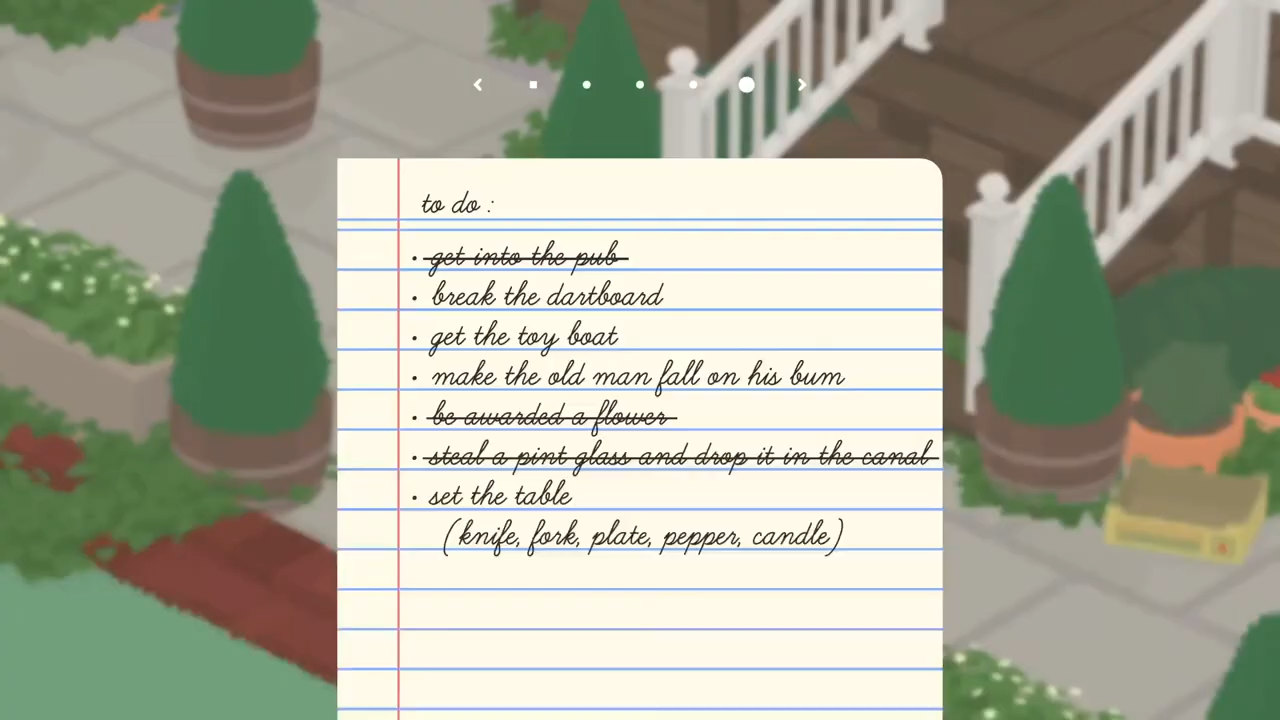 to do :
• get into the pub
• break the dartboard
• get the toy boat
• make the old man fall on his bum
• be awarded a flower
• steal a pint glass and drop it in the canal
• set the table
(knife, fork, plate, pepper, candle)